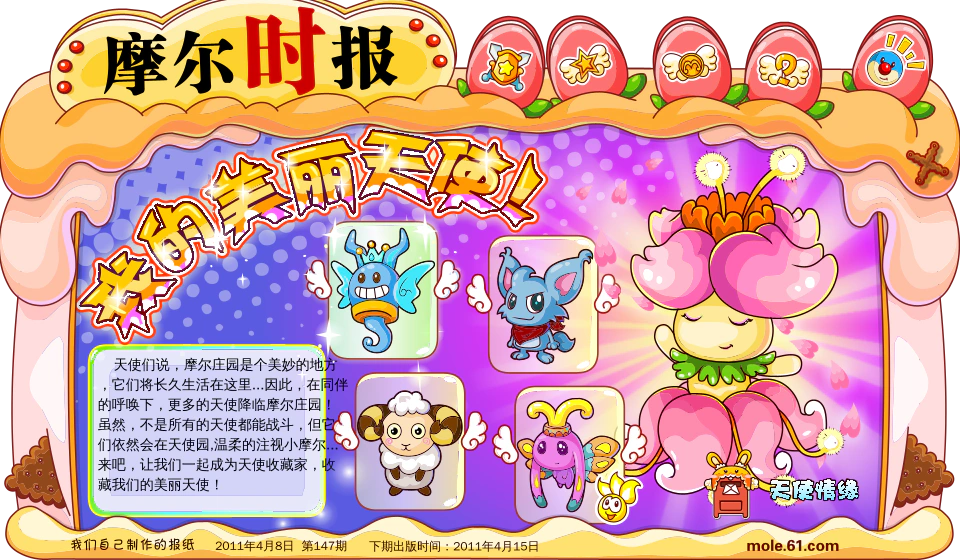 摩尔时报
我的美丽天使！
天使们说，摩尔庄园是个美妙的地方
，它们将长久生活在这里...因此，在同伴
的呼唤下，更多的天使降临摩尔庄园！
虽然，不是所有的天使都能战斗，但它
们依然会在天使园,温柔的注视小摩尔...
来吧，让我们一起成为天使收藏家，收
藏我们的美丽天使！
天使情缘
我们自己制作的报纸 2011年4月8日 第147期 下期出版时间：2011年4月15日
mole.61.com